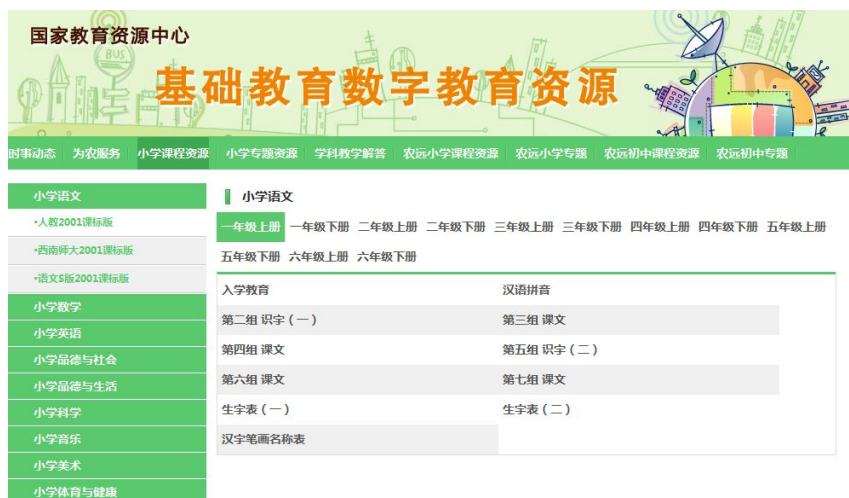 国家教育资源中心
BUS
基础教育数字教育资源
时事动态 为农服务 小学课程资源 小学专题资源 学科教学解答 农远小学课程资源 农远小学专题 农远初中课程资源 农远初中专题
小学语文
·人教2001课标版
·西南师大2001课标版
·语文S版2001课标版
小学数学
小学英语
小学品德与社会
小学品德与生活
小学科学
小学音乐
小学美术
小学体育与健康
小学语文
一年级上册 一年级下册 二年级上册 二年级下册 三年级上册 三年级下册 四年级上册 四年级下册 五年级上册
五年级下册 六年级上册 六年级下册
入学教育 汉语拼音
第二组 识字（一） 第三组 课文
第四组 课文 第五组 识字（二）
第六组 课文 第七组 课文
生字表（一） 生字表（二）
汉字笔画名称表